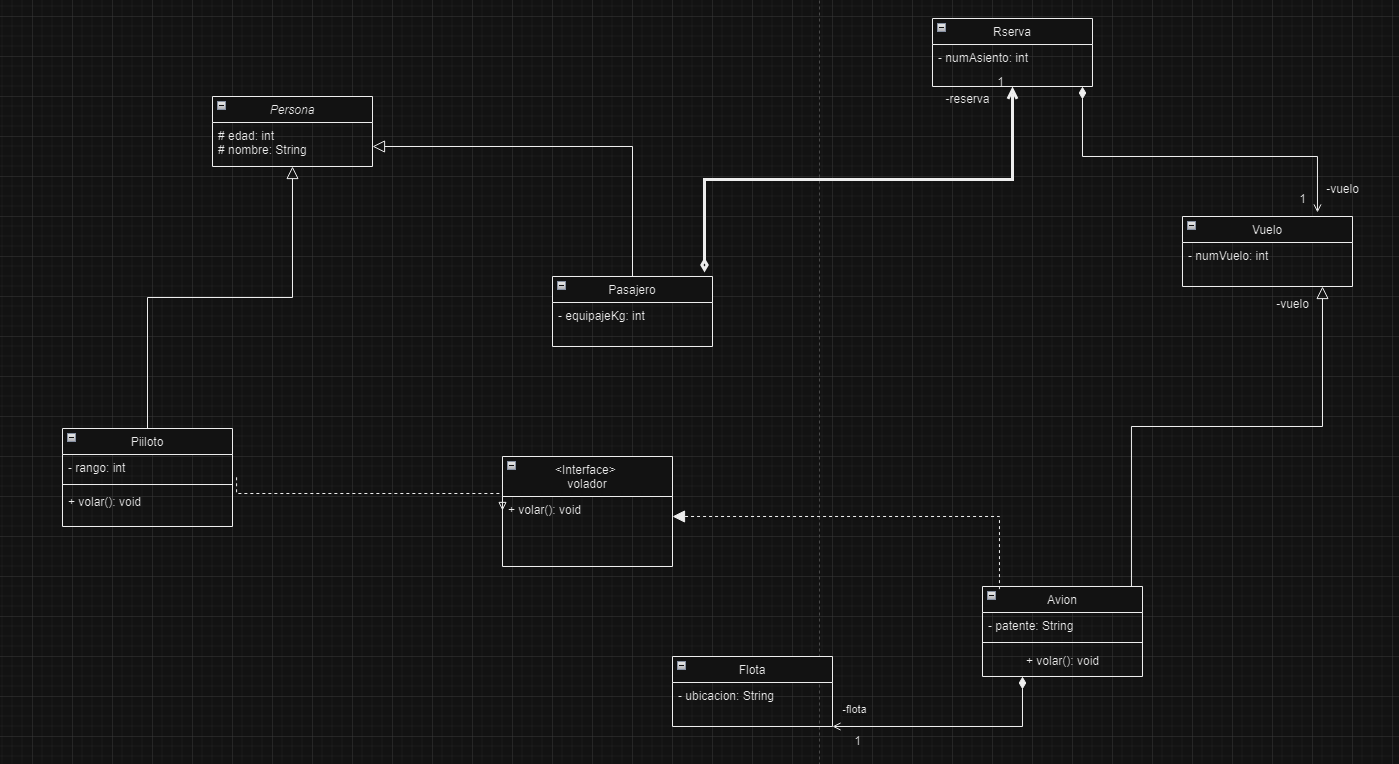 Rserva
- numAsiento: int
1
-reserva
Persona
# edad: int
# nombre: String
-vuelo
1
Vuelo
- numVuelo: int
-vuelo
Pasajero
- equipajeKg: int
Piiloto
- rango: int
+ volar(): void
<Interface>
volador
+ volar(): void
Avion
- patente: String
+ volar(): void
Flota
- ubicacion: String
-flota
1